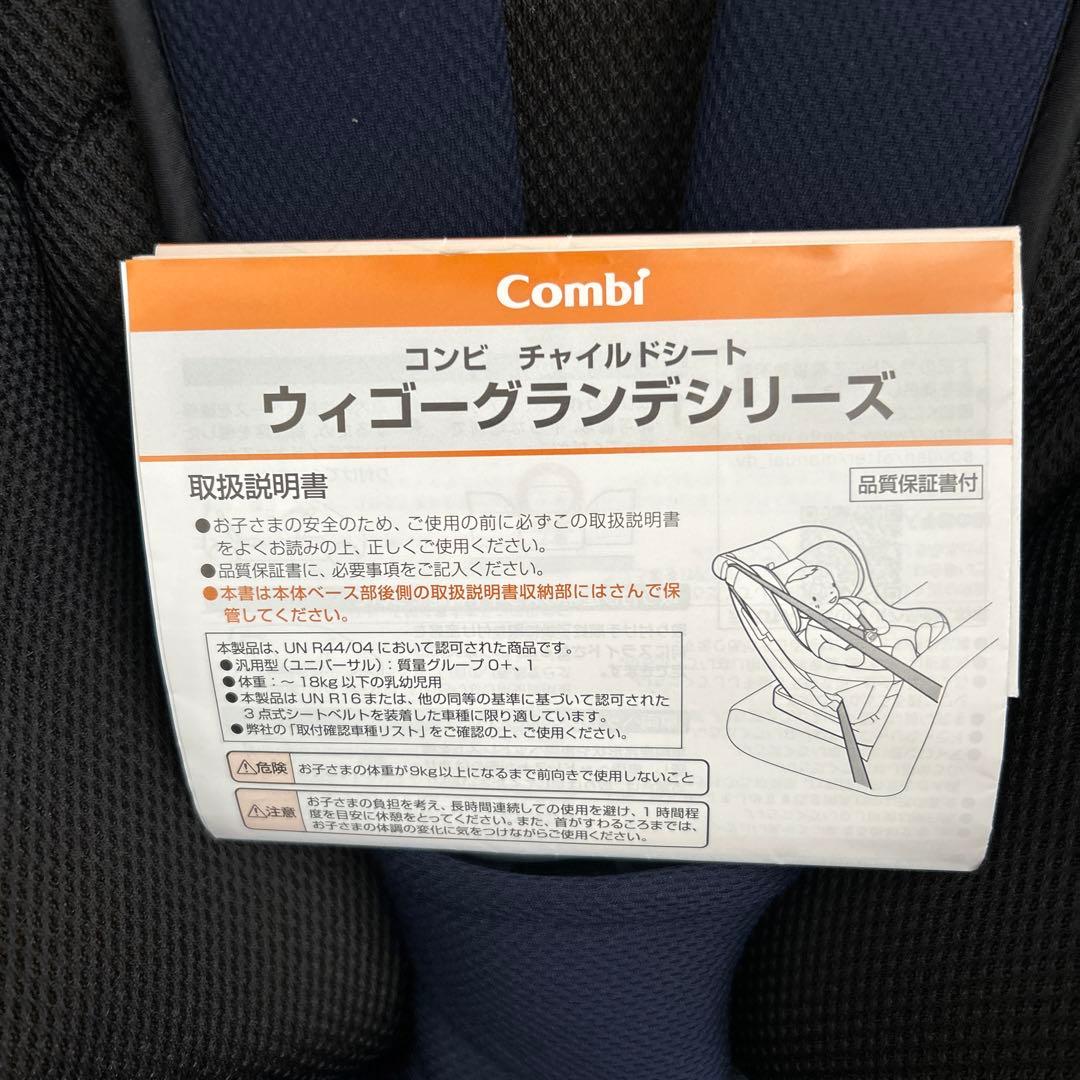 Combi
コンビ チャイルドシート
ウィゴーグランデシリーズ
取扱説明書
品質保証書付
●お子さまの安全のため、ご使用の前に必ずこの取扱説明書
をよくお読みの上、正しくご使用ください。
●品質保証書に、必要事項をご記入ください。
●本書は本体ベース部後側の取扱説明書収納部にはさんで保
管してください。
本製品は、UN R44/04 において認可された商品です。
●汎用型（ユニバーサル）：質量グループ 0+、1
●体重：～ 18kg 以下の乳幼児用
●本製品は UN R16 または、他の同等の基準に基づいて認可された
3 点式シートベルトを装着した車種に限り適しています。
●弊社の「取付確認車種リスト」をご確認の上、ご使用ください。
⚠危険 お子さまの体重が9kg以上になるまで前向きで使用しないこと
⚠注意 お子さまの負担を考え、長時間連続しての使用を避け、1 時間程
度を目安に休憩をとってください。また、首がすわるころまでは、
お子さまの体調の変化に気をつけながらご使用ください。